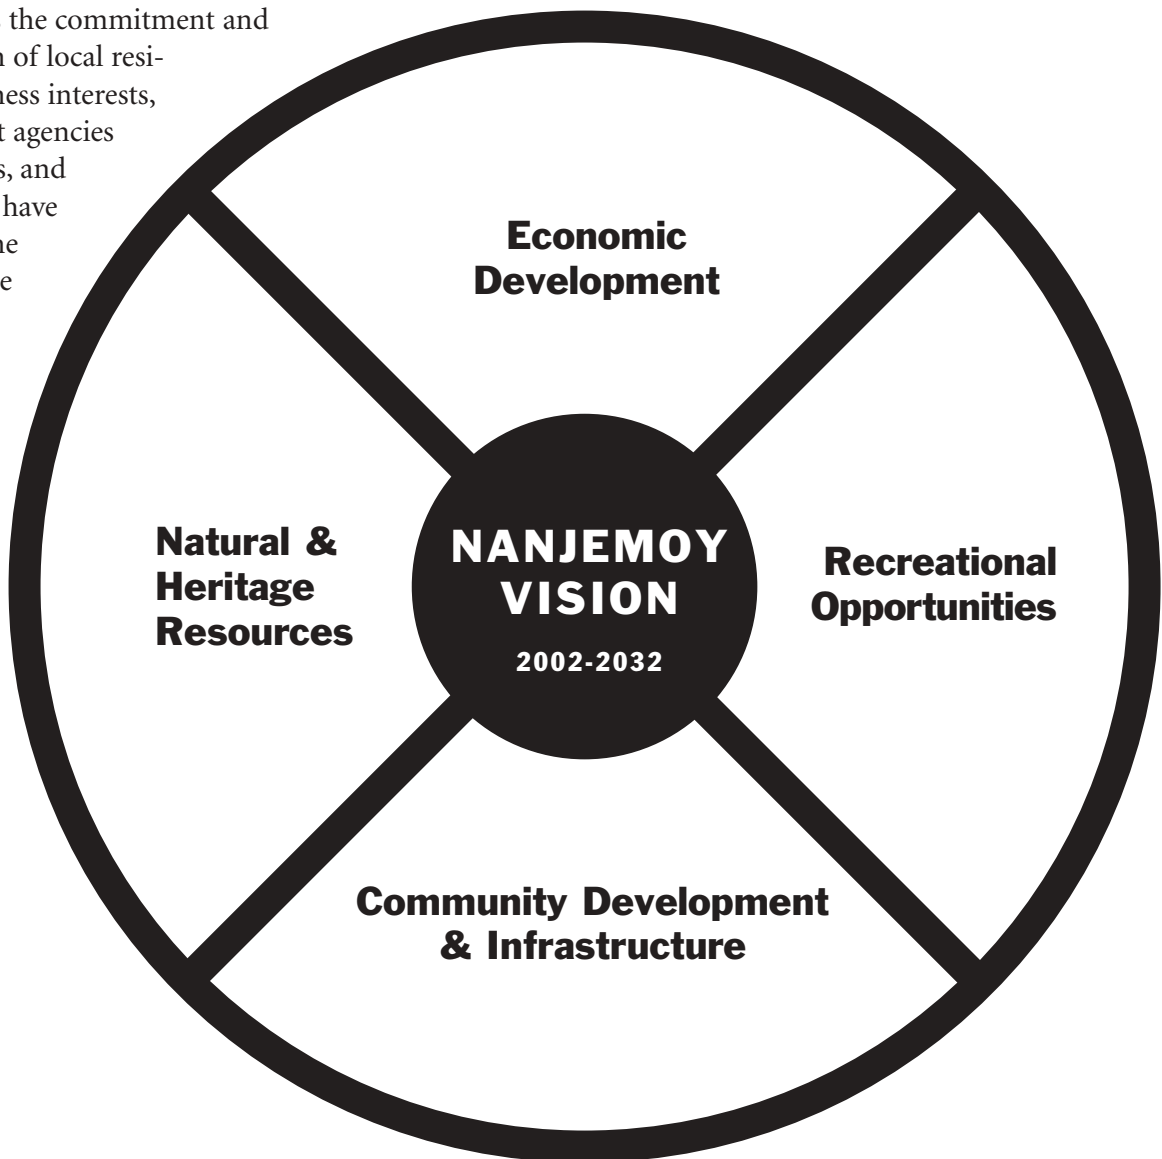 the commitment and
of local resi-
ness interests,
agencies
and
have
Economic
Development
Natural &
Heritage
Resources
NANJEMOY
VISION
2002-2032
Recreational
Opportunities
Community Development
& Infrastructure